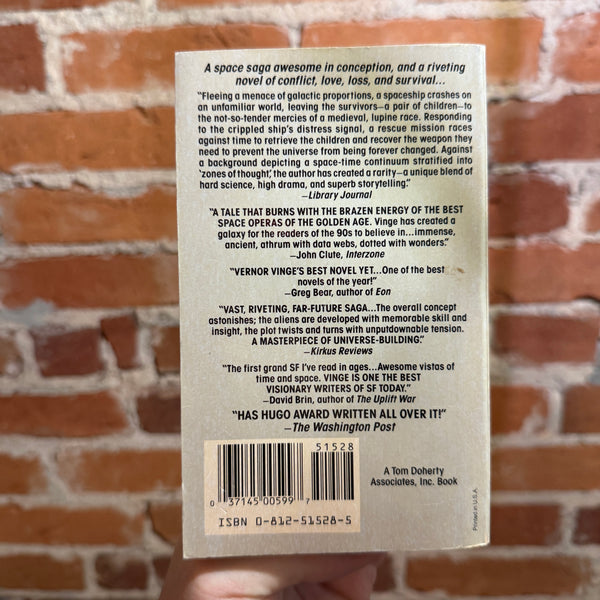 A space saga awesome in conception, and a riveting
novel of conflict, love, loss, and survival...
"Fleeing a menace of galactic proportions, a spaceship crashes on
an unfamiliar world, leaving the survivors—a pair of children—to
the not-so-tender mercies of a medieval, lupine race. Responding
to the crippled ship's distress signal, a rescue mission races
against time to retrieve the children and recover the weapon they
need to prevent the universe from being forever changed. Against
a background depicting a space-time continuum stratified into
'zones of thought,' the author has created a rarity—a unique blend of
hard science, high drama, and superb storytelling."
—Library Journal
"A TALE THAT BURNS WITH THE BRAZEN ENERGY OF THE BEST
SPACE OPERAS OF THE GOLDEN AGE. Vinge has created a
galaxy for the readers of the 90s to believe in...immense,
ancient, athrum with data webs, dotted with wonders."
—John Clute, Interzone
"VERNOR VINGE'S BEST NOVEL YET...One of the best
novels of the year!"
—Greg Bear, author of Eon
"VAST, RIVETING, FAR-FUTURE SAGA...The overall concept
astonishes; the aliens are developed with memorable skill and
insight, the plot twists and turns with unputdownable tension.
A MASTERPIECE OF UNIVERSE-BUILDING."
—Kirkus Reviews
"The first grand SF I've read in ages...Awesome vistas of
time and space. VINGE IS ONE THE BEST
VISIONARY WRITERS OF SF TODAY."
—David Brin, author of The Uplift War
"HAS HUGO AWARD WRITTEN ALL OVER IT!"
—The Washington Post
51528
0 37145 00599 7
ISBN 0-812-51528-5
A Tom Doherty
Associates, Inc. Book
Printed in U.S.A.